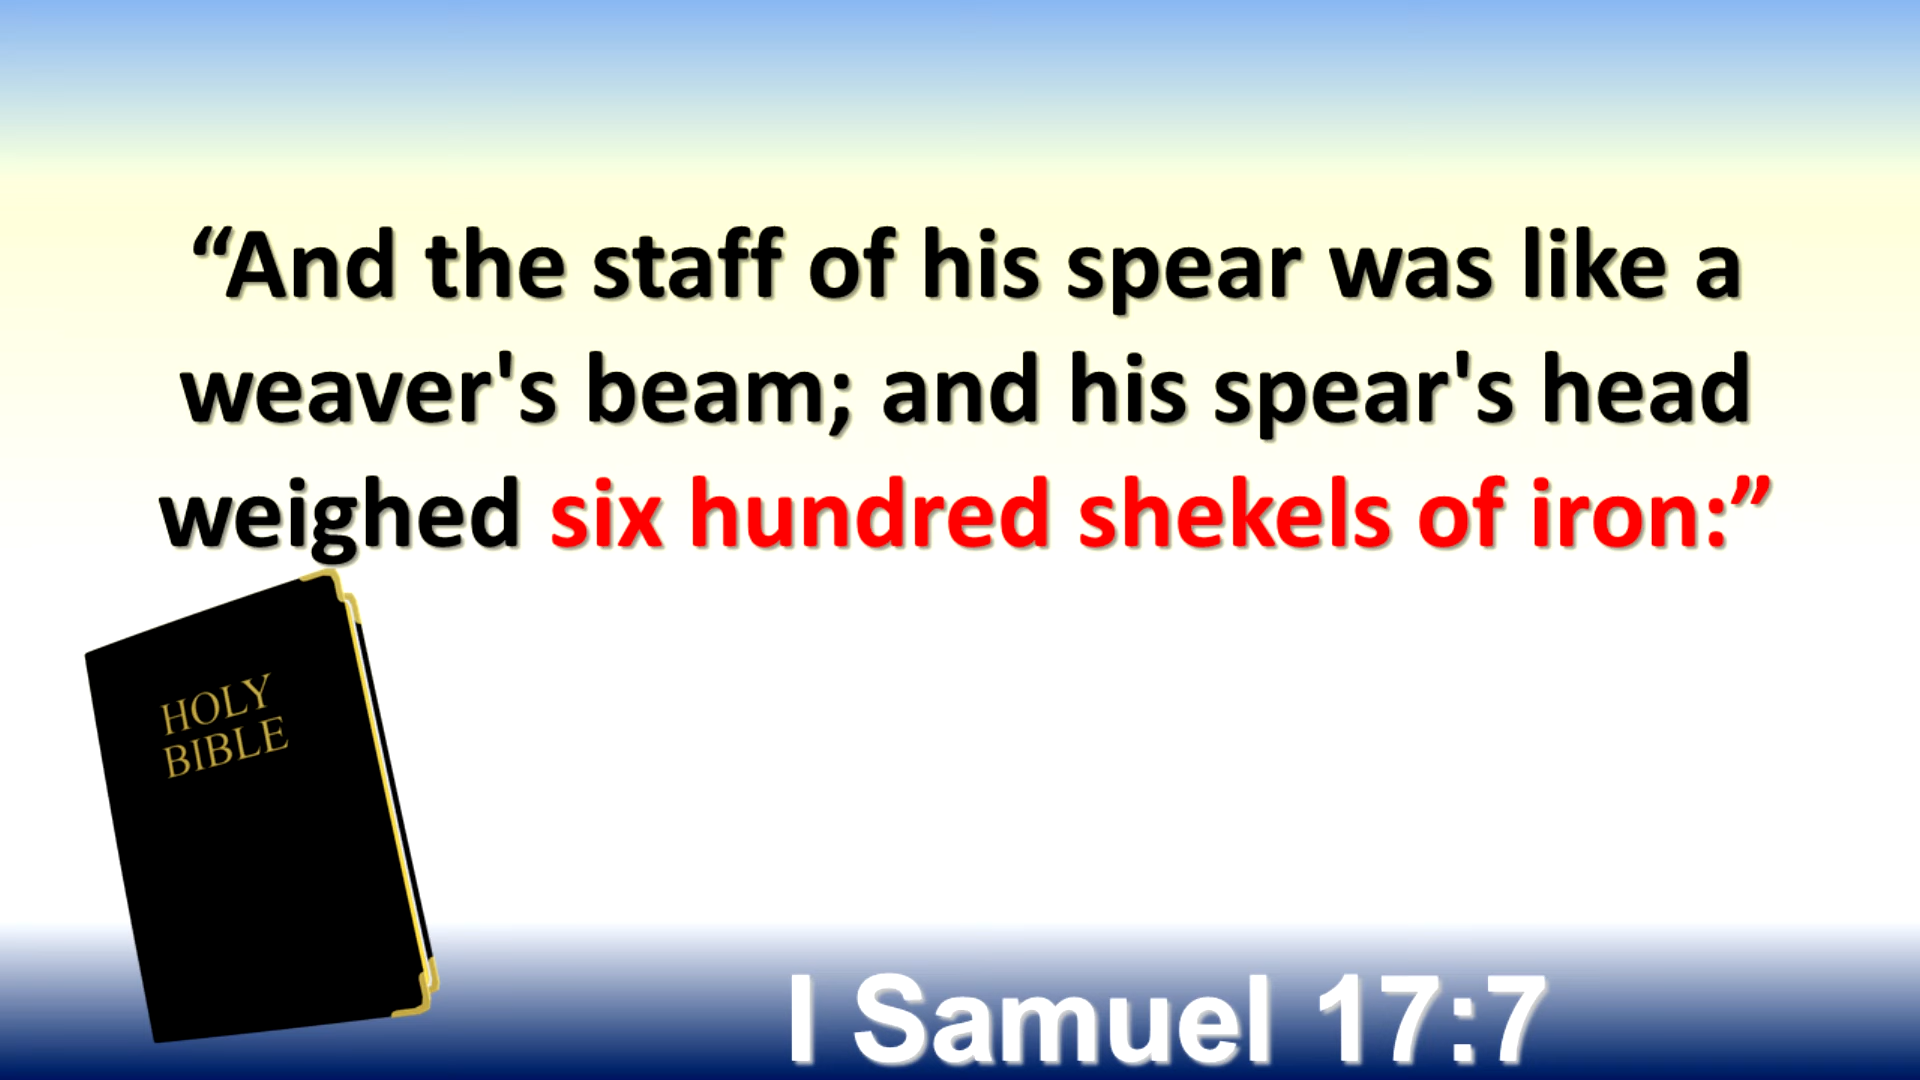 “And the staff of his spear was like a
weaver's beam; and his spear's head
weighed six hundred shekels of iron:”
HOLY
BIBLE
I Samuel 17:7